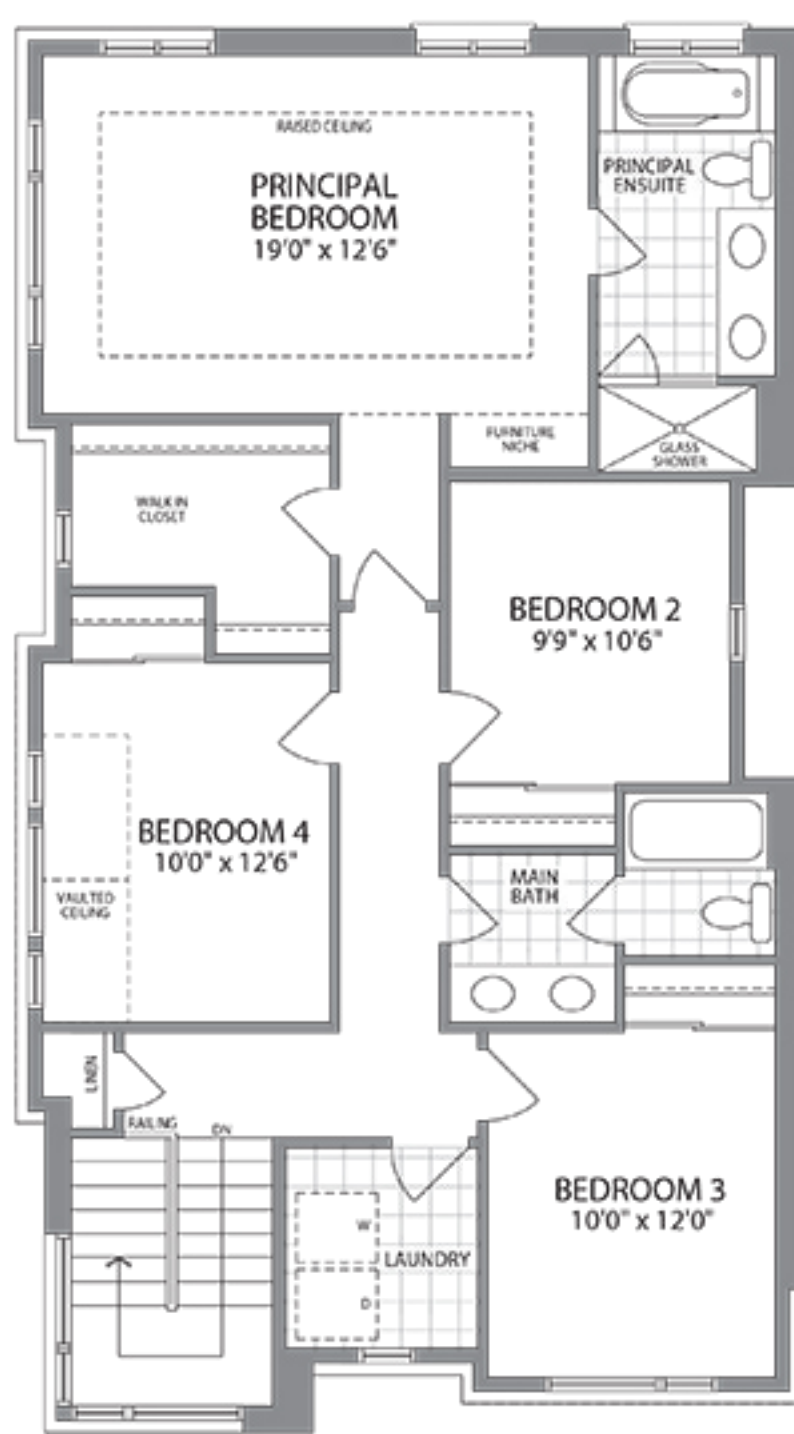 RAISED CEILING
PRINCIPAL
BEDROOM
19'0" x 12'6"
PRINCIPAL
ENSUITE
FURNITURE
NICHE
GLASS
SHOWER
WALK IN
CLOSET
BEDROOM 2
9'9" x 10'6"
BEDROOM 4
10'0" x 12'6"
VAULTED
CEILING
MAIN
BATH
LINEN
RAILING
DN
W
D
LAUNDRY
BEDROOM 3
10'0" x 12'0"